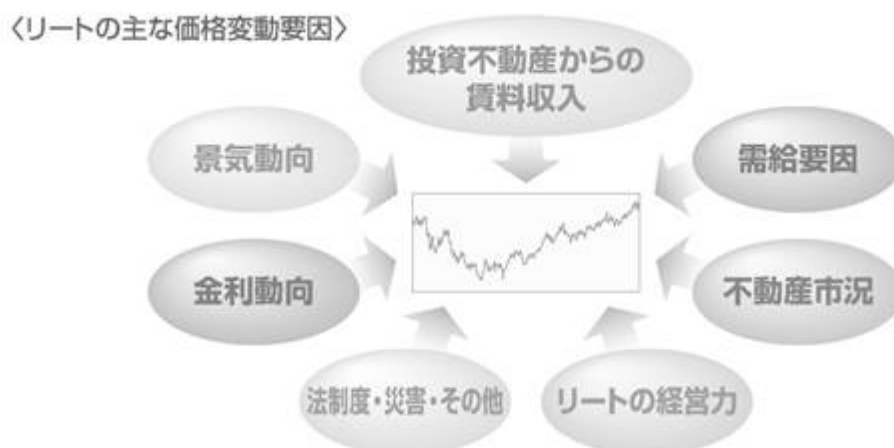 〈リートの主な価格変動要因〉
投資不動産からの
賃料収入
景気動向
需給要因
金利動向
不動産市況
法制度・災害・その他
リートの経営力